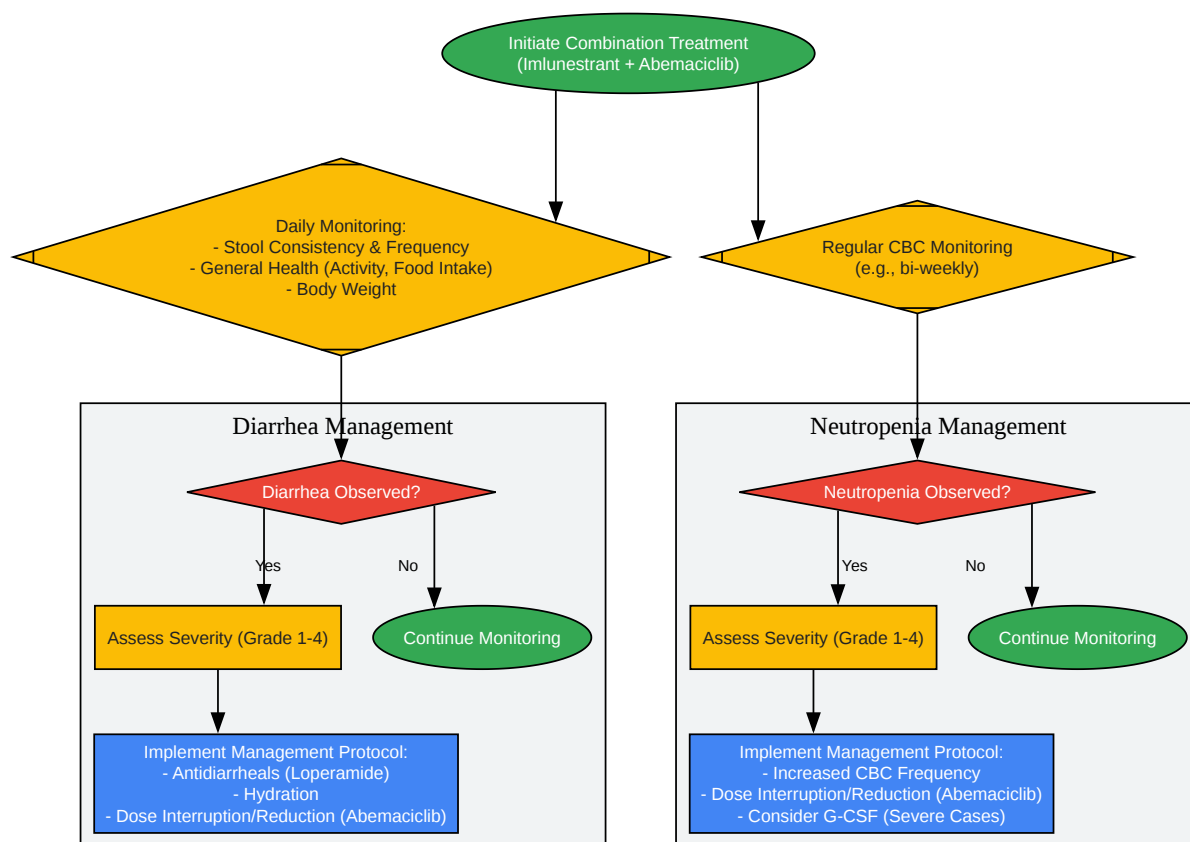 Initiate Combination Treatment
(Imlunestrant + Abemaciclib)
Daily Monitoring:
- Stool Consistency & Frequency
- General Health (Activity, Food Intake)
- Body Weight
Regular CBC Monitoring
(e.g., bi-weekly)
Diarrhea Management
Diarrhea Observed?
Yes
No
Assess Severity (Grade 1-4)
Continue Monitoring
Implement Management Protocol:
- Antidiarrheals (Loperamide)
- Hydration
- Dose Interruption/Reduction (Abemaciclib)
Neutropenia Management
Neutropenia Observed?
Yes
No
Assess Severity (Grade 1-4)
Continue Monitoring
Implement Management Protocol:
- Increased CBC Frequency
- Dose Interruption/Reduction (Abemaciclib)
- Consider G-CSF (Severe Cases)